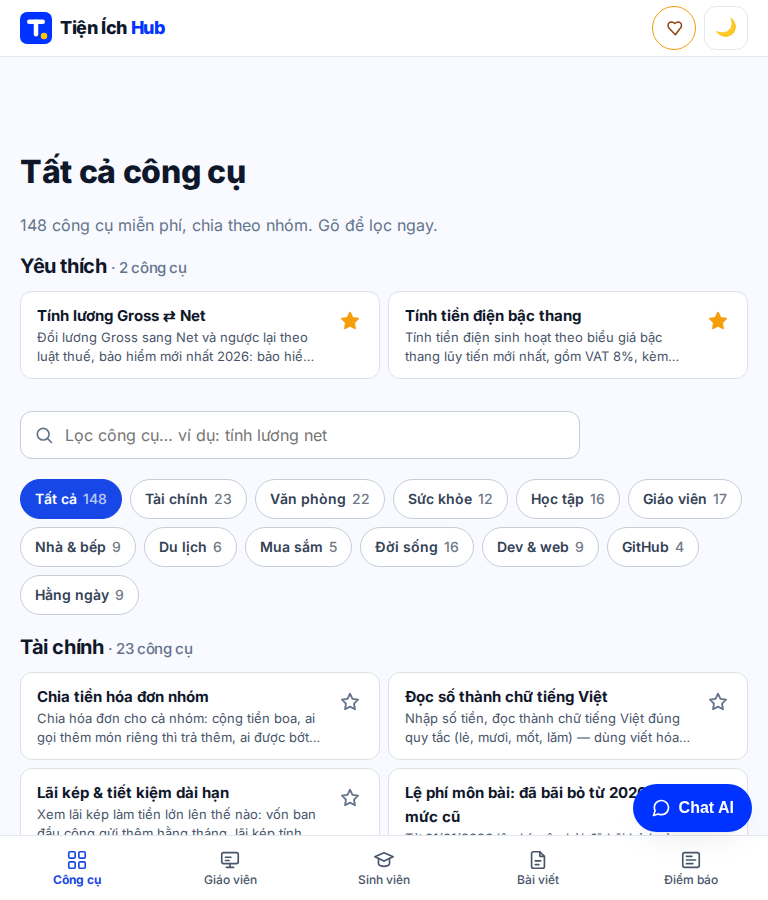 Tiện Ích Hub
Tất cả công cụ
148 công cụ miễn phí, chia theo nhóm. Gõ để lọc ngay.
Yêu thích · 2 công cụ
Tính lương Gross ⇄ Net
Đổi lương Gross sang Net và ngược lại theo
luật thuế, bảo hiểm mới nhất 2026: bảo hiể...
Tính tiền điện bậc thang
Tính tiền điện sinh hoạt theo biểu giá bậc
thang lũy tiến mới nhất, gồm VAT 8%, kèm...
Lọc công cụ... ví dụ: tính lương net
Tất cả 148
Tài chính 23
Văn phòng 22
Sức khỏe 12
Học tập 16
Giáo viên 17
Nhà & bếp 9
Du lịch 6
Mua sắm 5
Đời sống 16
Dev & web 9
GitHub 4
Hằng ngày 9
Tài chính · 23 công cụ
Chia tiền hóa đơn nhóm
Chia hóa đơn cho cả nhóm: cộng tiền boa, ai
gọi thêm món riêng thì trả thêm, ai được bớt...
Đọc số thành chữ tiếng Việt
Nhập số tiền, đọc thành chữ tiếng Việt đúng
quy tắc (lẻ, mươi, mốt, lăm) — dùng viết hóa...
Lãi kép & tiết kiệm dài hạn
Xem lãi kép làm tiền lớn lên thế nào: vốn ban
đầu cộng gửi thêm hằng tháng, lãi kép tính
Lệ phí môn bài: đã bãi bỏ từ 2026
mức cũ
Chat AI
Công cụ
Giáo viên
Sinh viên
Bài viết
Điểm báo